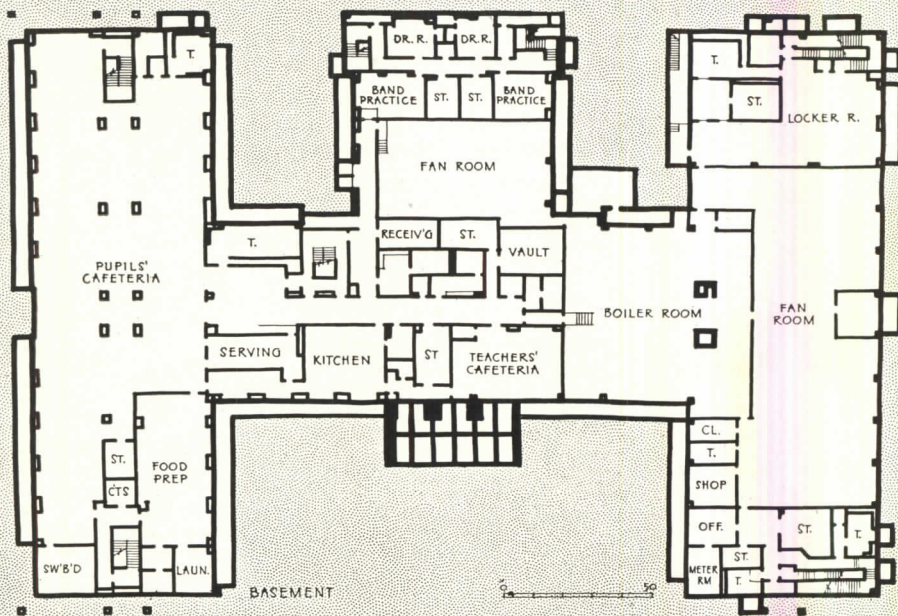 DR. R.
DR. R.
T.
BAND
PRACTICE
ST.
ST.
BAND
PRACTICE
T.
ST.
LOCKER R.
FAN ROOM
PUPILS'
CAFETERIA
T.
RECEIV'G
ST.
VAULT
BOILER ROOM
FAN
ROOM
SERVING
KITCHEN
ST
TEACHERS'
CAFETERIA
ST.
CTS
FOOD
PREP
CL.
T.
SHOP
OFF.
ST.
T.
SW'B'D
LAUN.
METER
RM
ST.
T.
BASEMENT
0
50